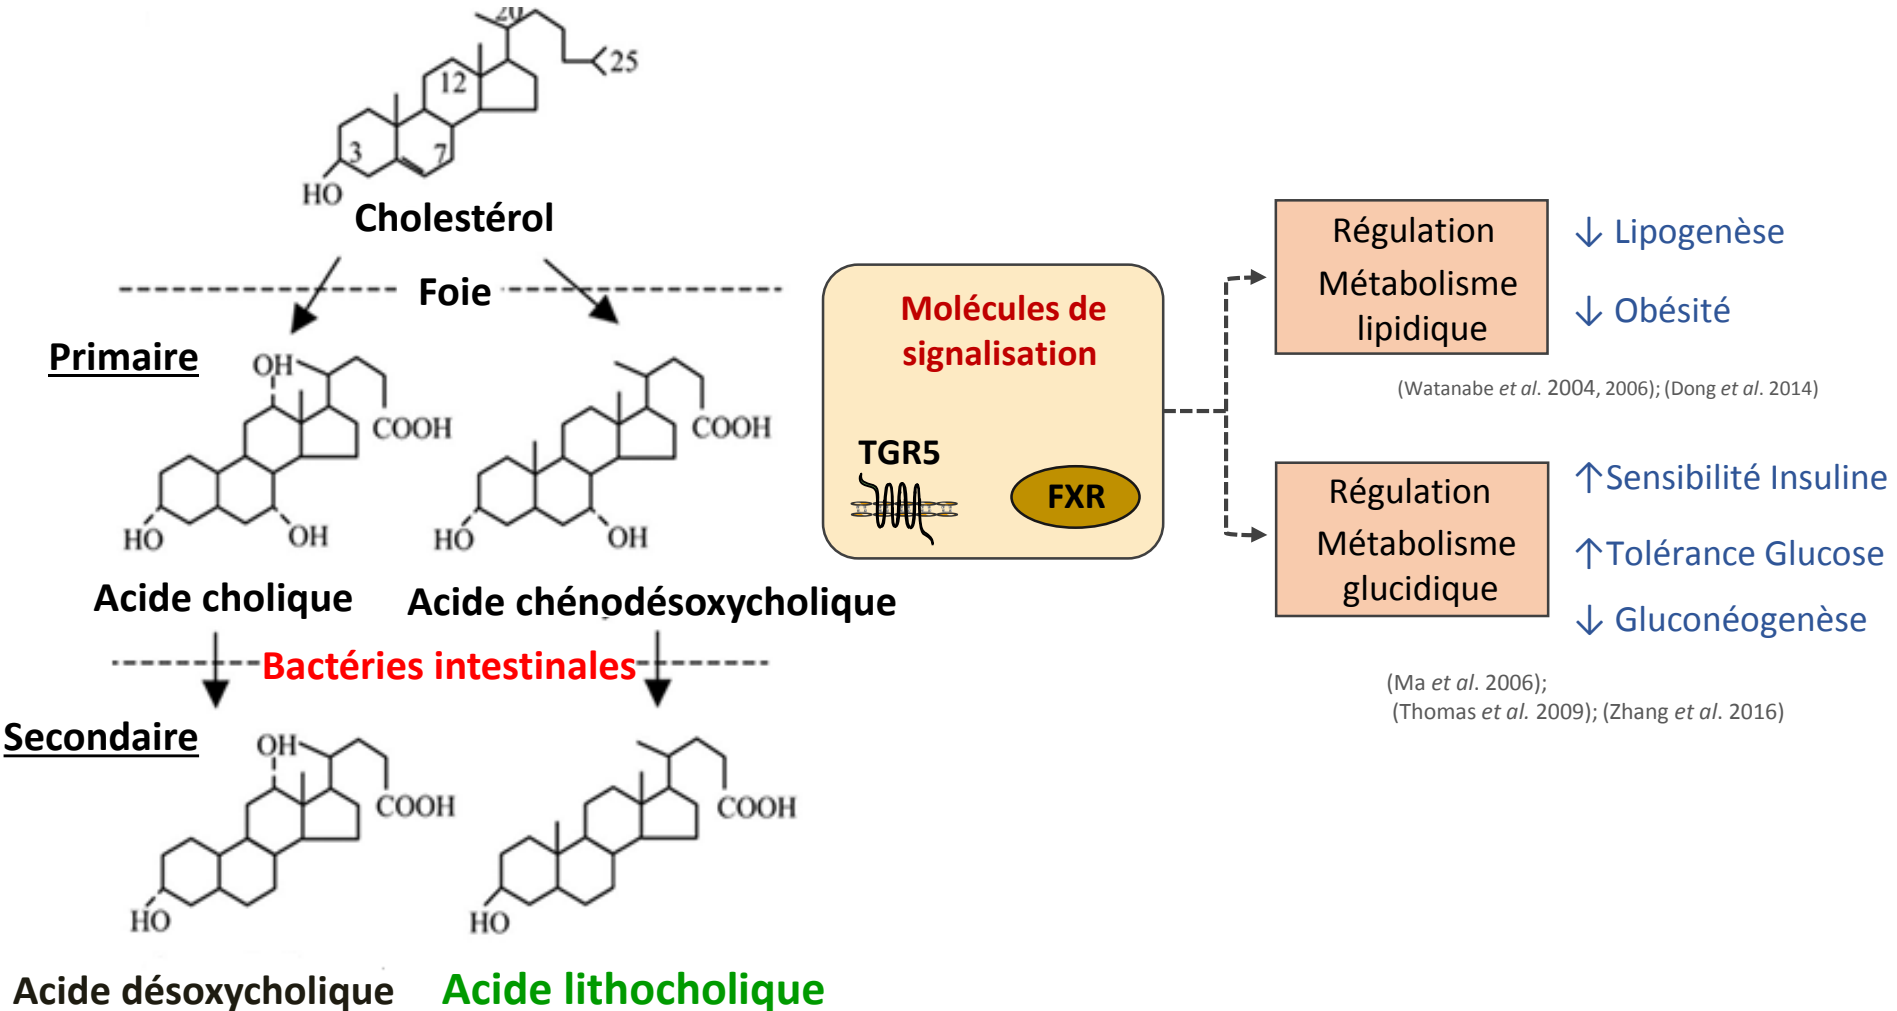 20
25
12
3
7
HO
Cholestérol
Foie
Primaire
OH
COOH
HO
OH
COOH
HO
OH
Acide cholique
Acide chénodésoxycholique
Bactéries intestinales
Secondaire
OH
COOH
HO
COOH
HO
Acide désoxycholique
Acide lithocholique
Molécules de
signalisation
TGR5
FXR
Régulation
Métabolisme
lipidique
↓ Lipogenèse
↓ Obésité
(Watanabe et al. 2004, 2006); (Dong et al. 2014)
Régulation
Métabolisme
glucidique
↑Sensibilité Insuline
↑Tolérance Glucose
↓ Gluconéogenèse
(Ma et al. 2006);
(Thomas et al. 2009); (Zhang et al. 2016)